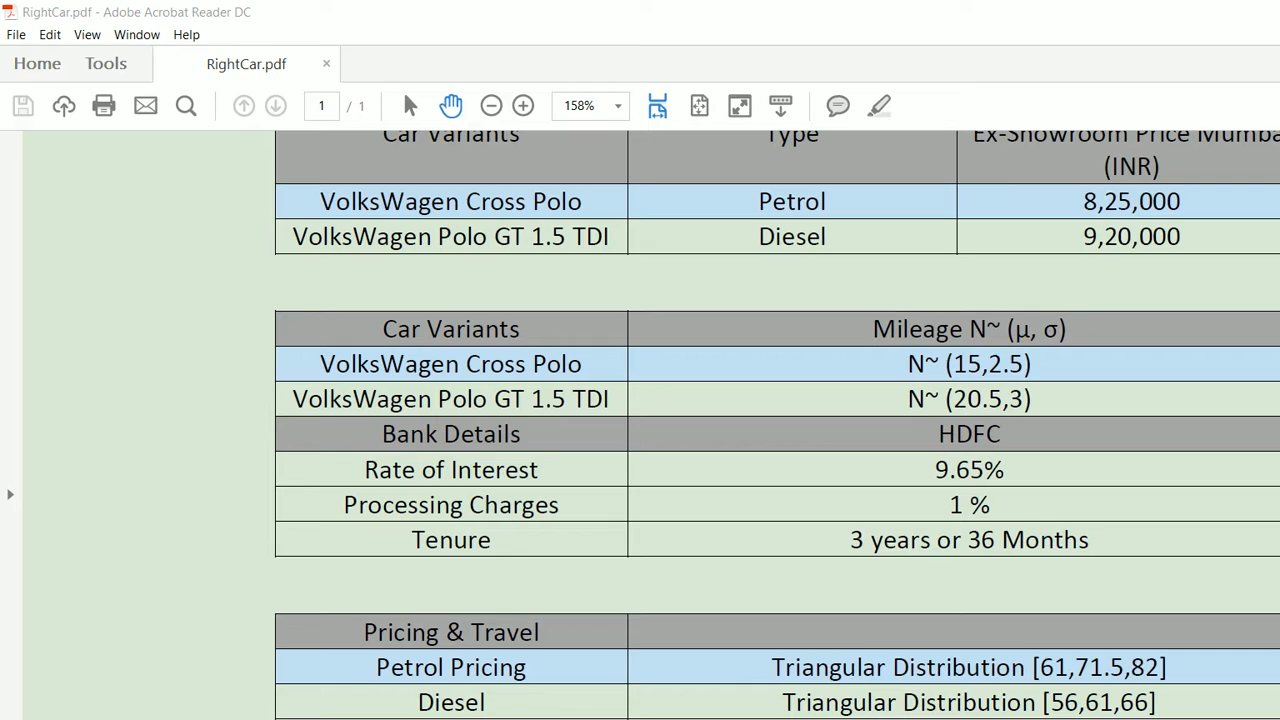 RightCar.pdf - Adobe Acrobat Reader DC
File Edit View Window Help
Home Tools RightCar.pdf ×
1 / 1 158%
Car Variants Type Ex-Showroom Price Mumba
(INR)
VolksWagen Cross Polo Petrol 8,25,000
VolksWagen Polo GT 1.5 TDI Diesel 9,20,000
Car Variants Mileage N~ (μ, σ)
VolksWagen Cross Polo N~ (15,2.5)
VolksWagen Polo GT 1.5 TDI N~ (20.5,3)
Bank Details HDFC
Rate of Interest 9.65%
Processing Charges 1 %
Tenure 3 years or 36 Months
Pricing & Travel
Petrol Pricing Triangular Distribution [61,71.5,82]
Diesel Triangular Distribution [56,61,66]